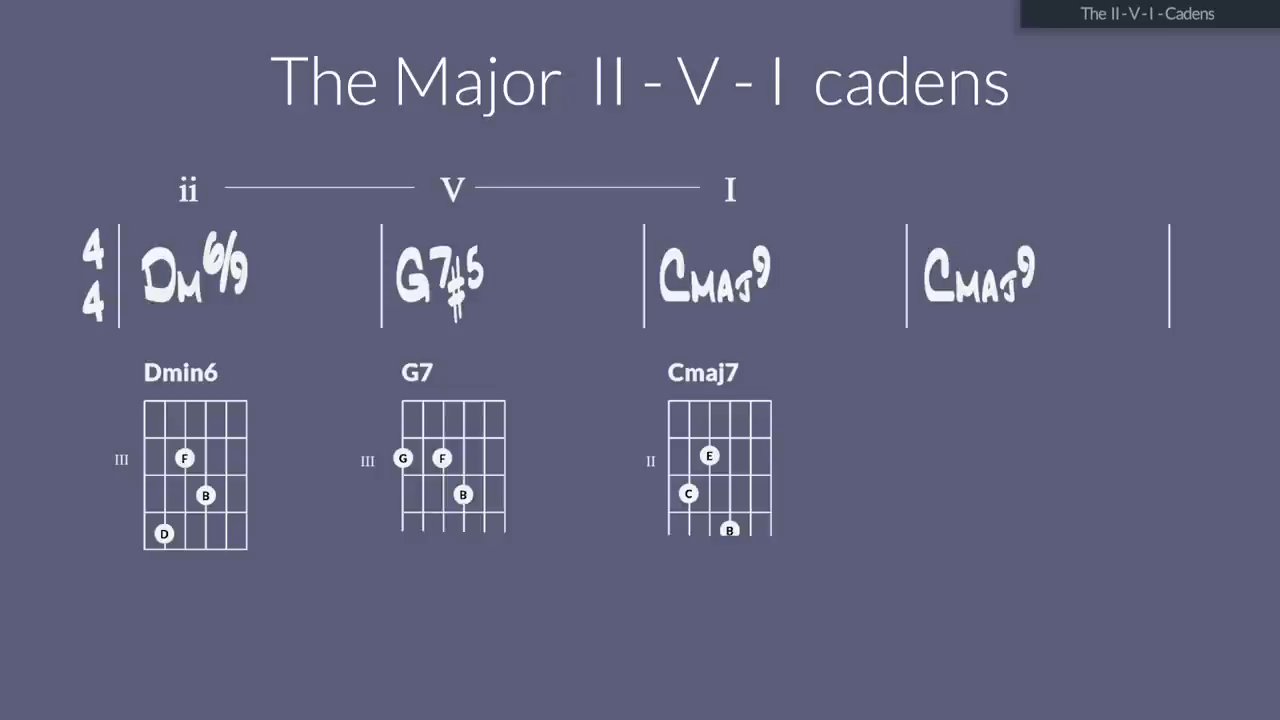 The II - V - I - Cadens
The Major II - V - I cadens
ii V I
4
4
Dm6/9 G7#5 Cmaj9 Cmaj9
Dmin6 G7 Cmaj7
III F B D
III G F B
II E C B